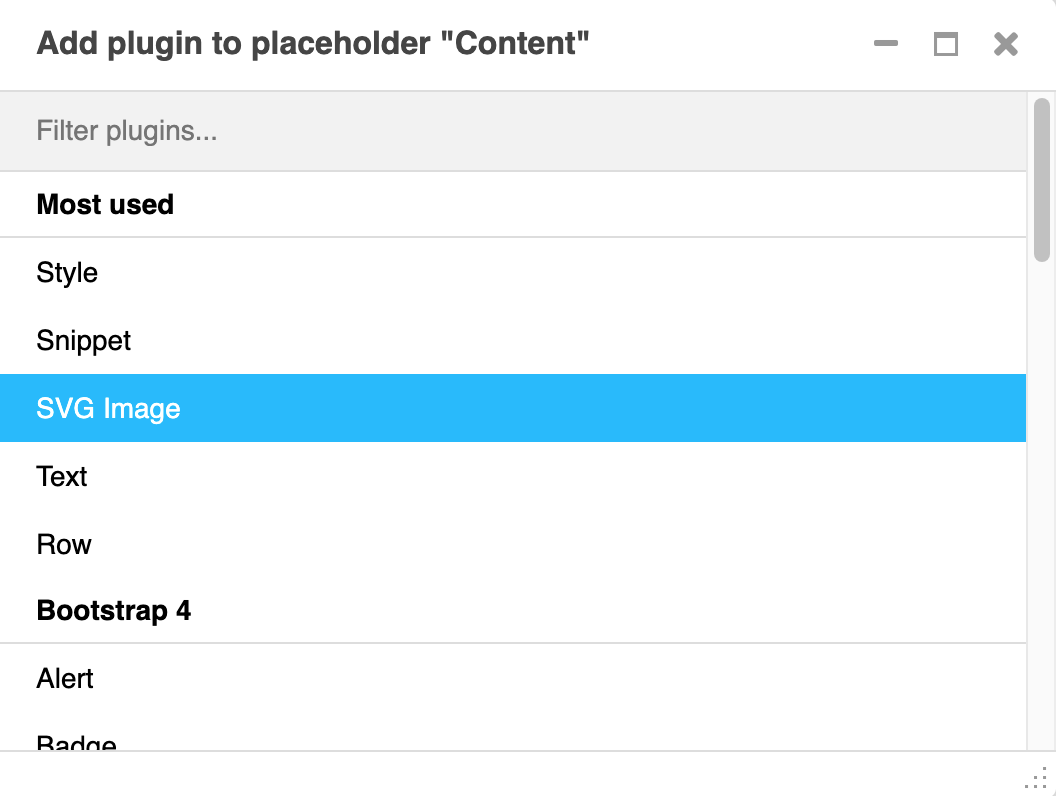 Add plugin to placeholder "Content"
Filter plugins...
Most used
Style
Snippet
SVG Image
Text
Row
Bootstrap 4
Alert
Badge